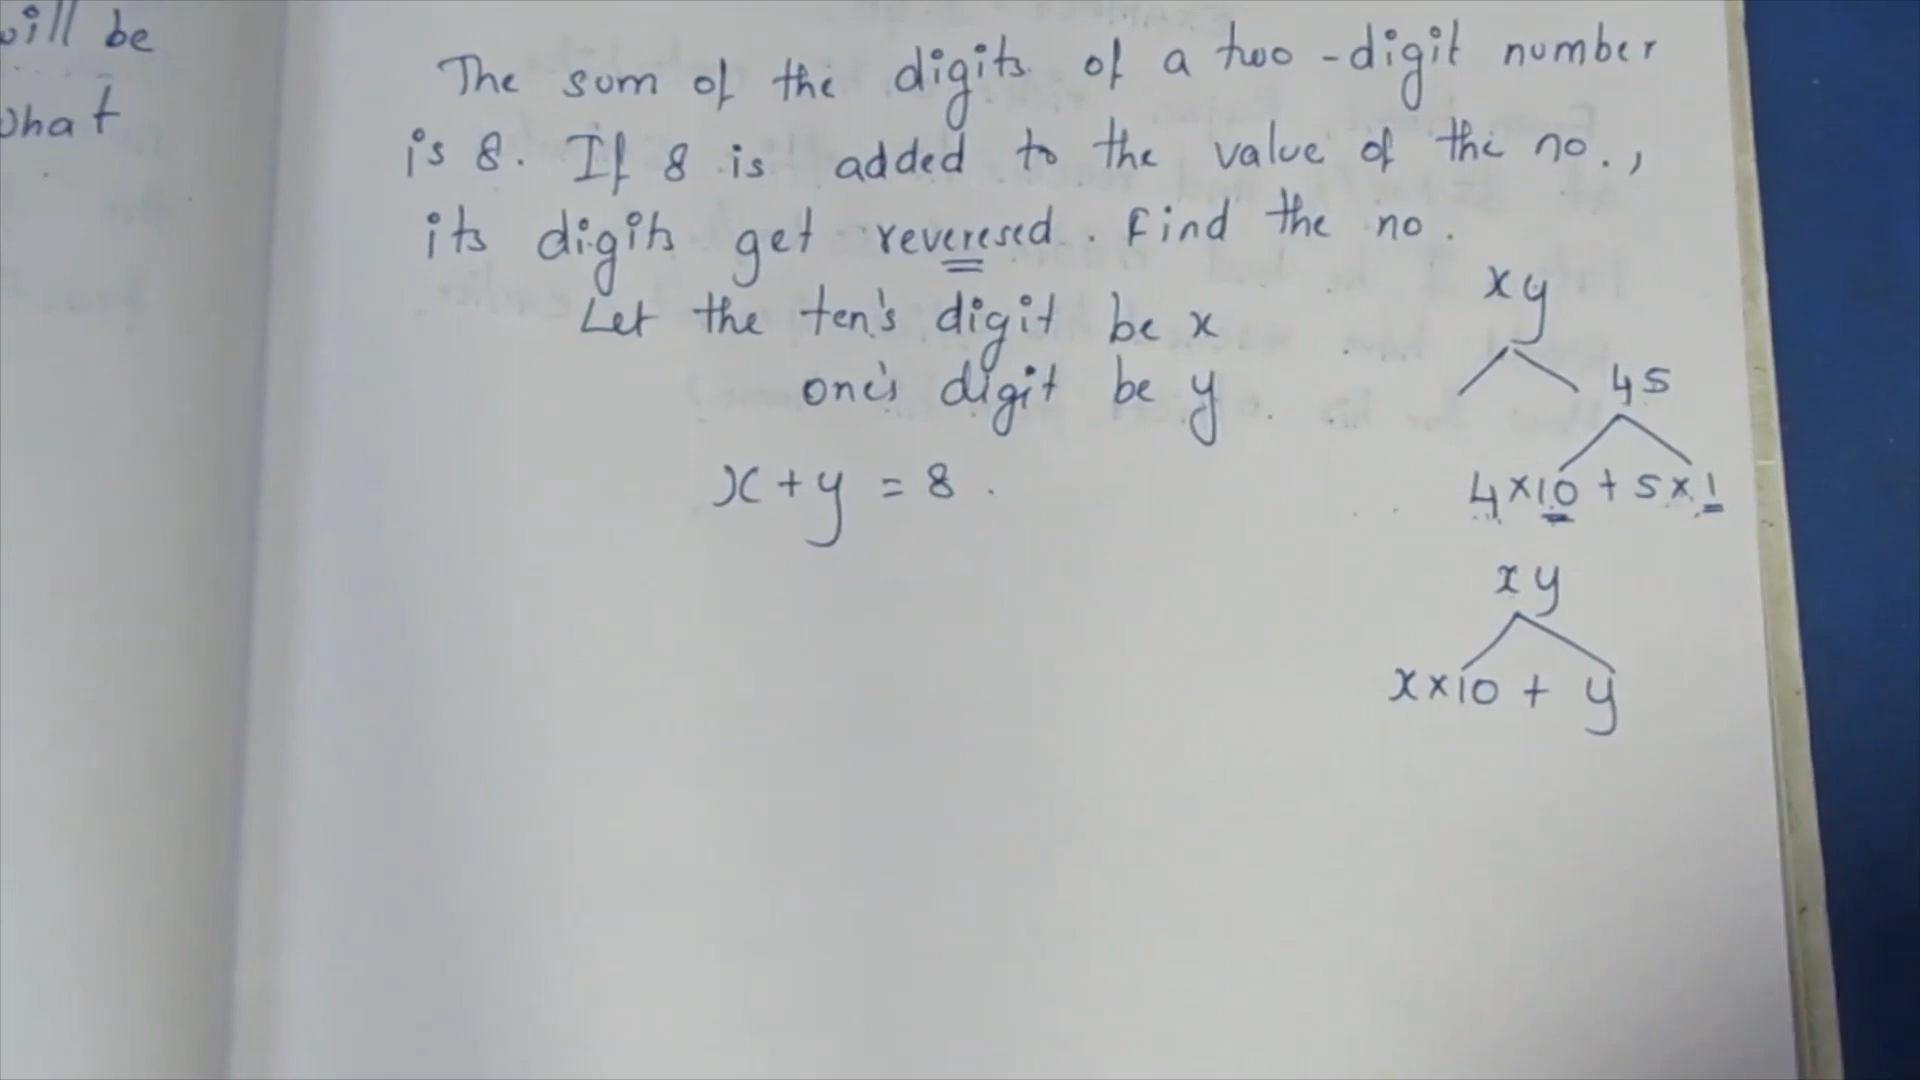 will be
what
The sum of the digits of a two-digit number
is 8. If 8 is added to the value of the no.,
its digits get reveresed. Find the no.
Let the ten's digit be x
one's digit be y
x + y = 8.
xy
45
4×10 + 5×1
xy
x×10 + y